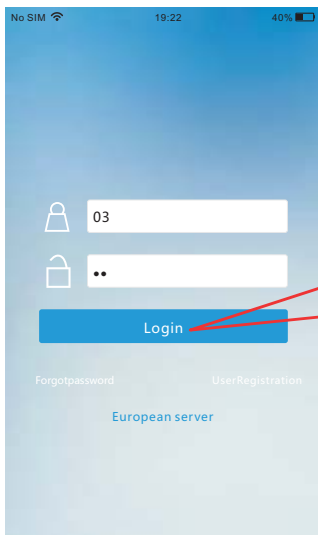 No SIM 19:22 40%
03
••
Login
Forgotpassword UserRegistration
European server